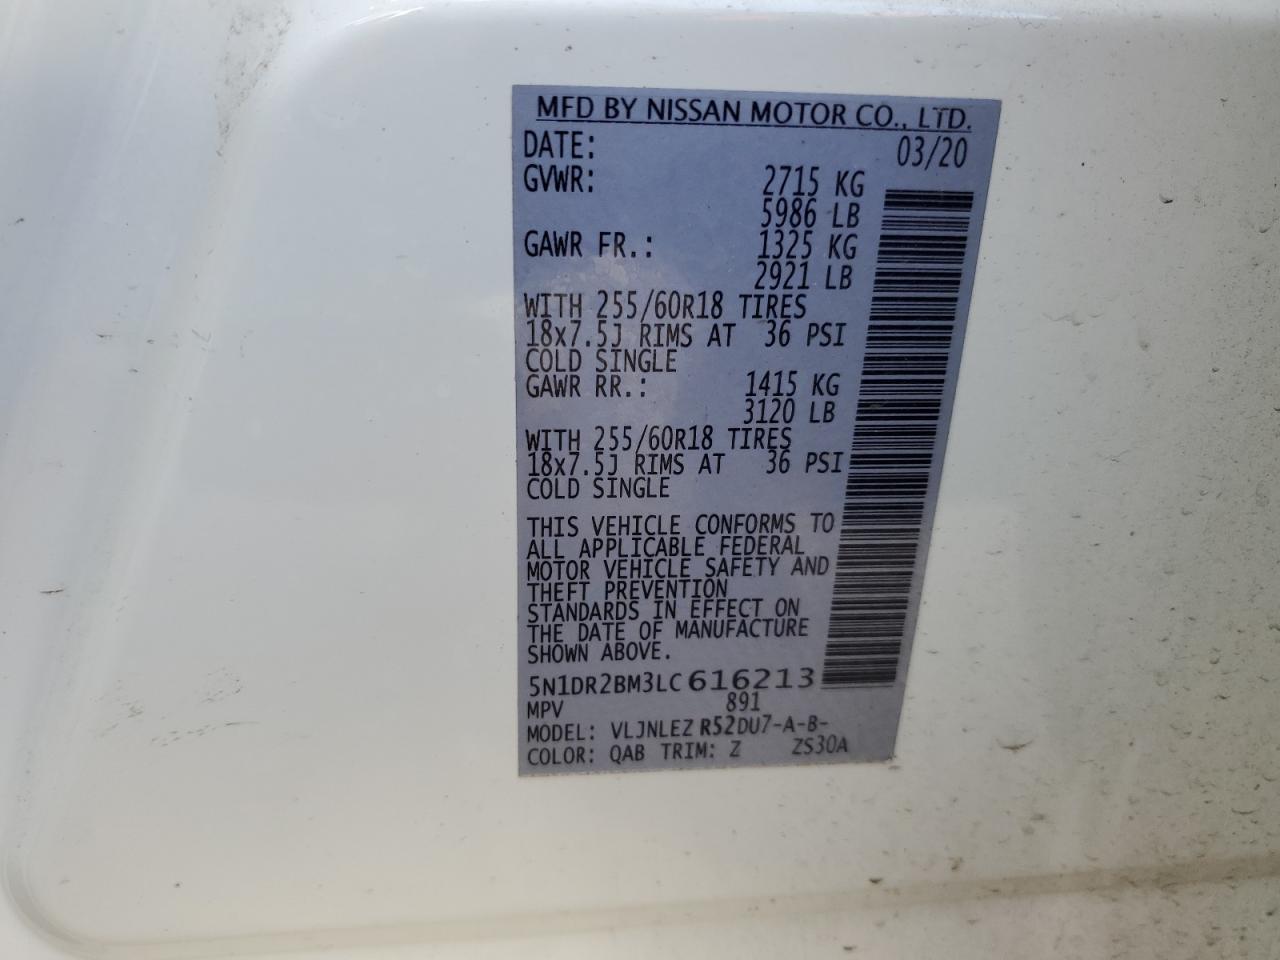 MFD BY NISSAN MOTOR CO., LTD.
DATE: 03/20
GVWR: 2715 KG
5986 LB
GAWR FR.: 1325 KG
2921 LB
WITH 255/60R18 TIRES
18x7.5J RIMS AT 36 PSI
COLD SINGLE
GAWR RR.: 1415 KG
3120 LB
WITH 255/60R18 TIRES
18x7.5J RIMS AT 36 PSI
COLD SINGLE
THIS VEHICLE CONFORMS TO
ALL APPLICABLE FEDERAL
MOTOR VEHICLE SAFETY AND
THEFT PREVENTION
STANDARDS IN EFFECT ON
THE DATE OF MANUFACTURE
SHOWN ABOVE.
5N1DR2BM3LC616213
MPV 891
MODEL: VLJNLEZ R52DU7-A-B-
COLOR: QAB TRIM: Z ZS30A